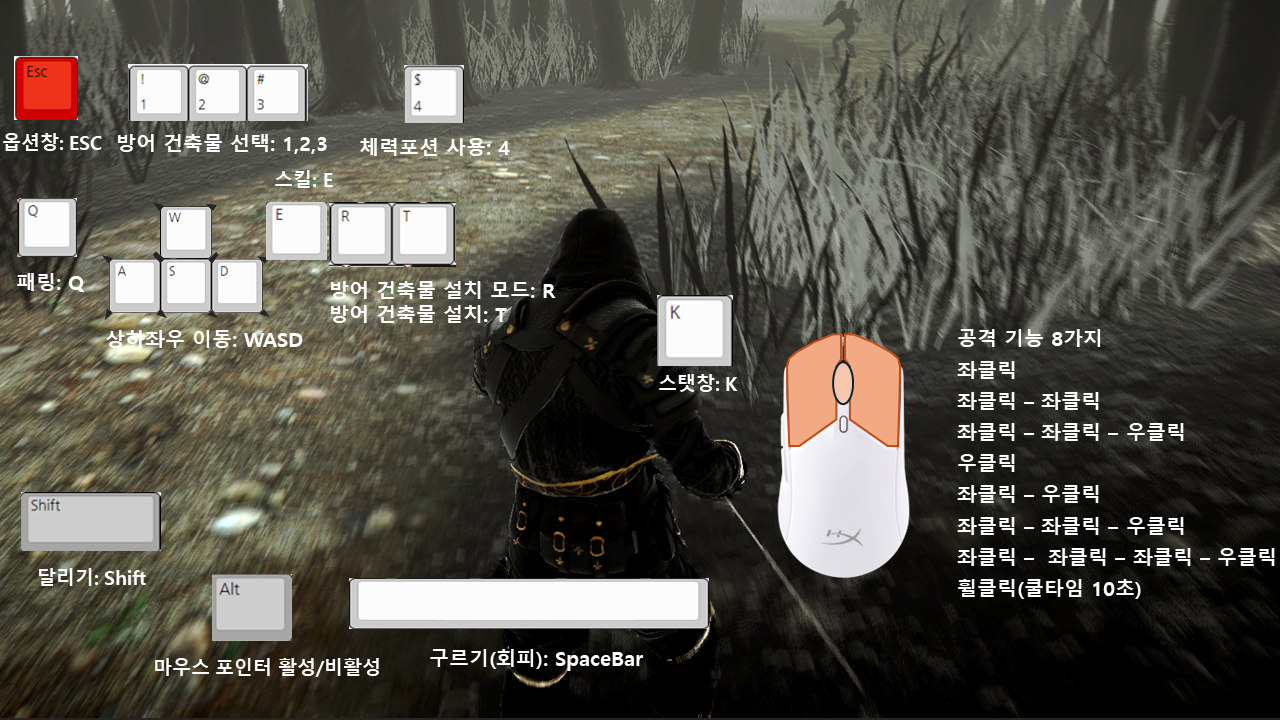 Esc
! 1
@ 2
# 3
$ 4
옵션창: ESC
방어 건축물 선택: 1,2,3
체력포션 사용: 4
스킬: E
Q
W
E
R
T
A
S
D
패링: Q
상하좌우 이동: WASD
방어 건축물 설치 모드: R
방어 건축물 설치: T
K
스탯창: K
공격 기능 8가지
좌클릭
좌클릭 – 좌클릭
좌클릭 – 좌클릭 – 우클릭
우클릭
좌클릭 – 우클릭
좌클릭 – 좌클릭 – 우클릭
좌클릭 –  좌클릭 – 좌클릭 – 우클릭
휠클릭(쿨타임 10초)
Shift
달리기: Shift
Alt
마우스 포인터 활성/비활성
구르기(회피): SpaceBar
HX